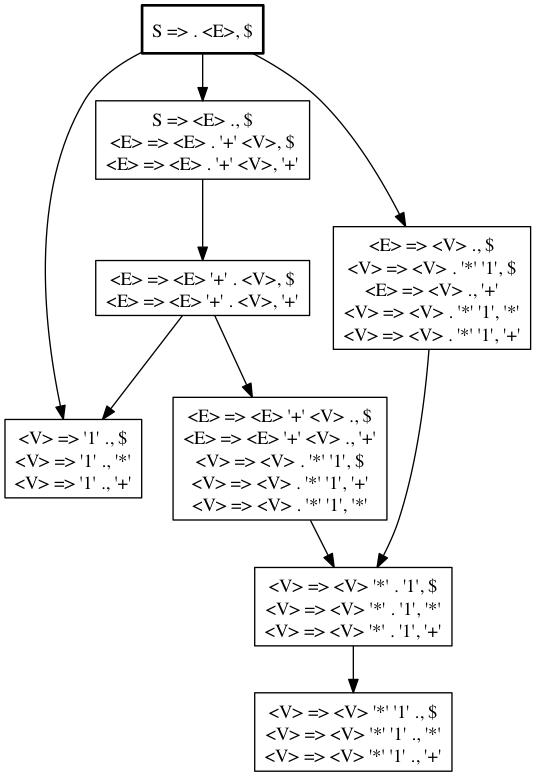 S => . <E>, $
S => <E> ., $
<E> => <E> . '+' <V>, $
<E> => <E> . '+' <V>, '+'
<E> => <V> ., $
<V> => <V> . '*' '1', $
<E> => <V> ., '+'
<V> => <V> . '*' '1', '*'
<V> => <V> . '*' '1', '+'
<E> => <E> '+' . <V>, $
<E> => <E> '+' . <V>, '+'
<V> => '1' ., $
<V> => '1' ., '*'
<V> => '1' ., '+'
<E> => <E> '+' <V> ., $
<E> => <E> '+' <V> ., '+'
<V> => <V> . '*' '1', $
<V> => <V> . '*' '1', '+'
<V> => <V> . '*' '1', '*'
<V> => <V> '*' . '1', $
<V> => <V> '*' . '1', '*'
<V> => <V> '*' . '1', '+'
<V> => <V> '*' '1' ., $
<V> => <V> '*' '1' ., '*'
<V> => <V> '*' '1' ., '+'